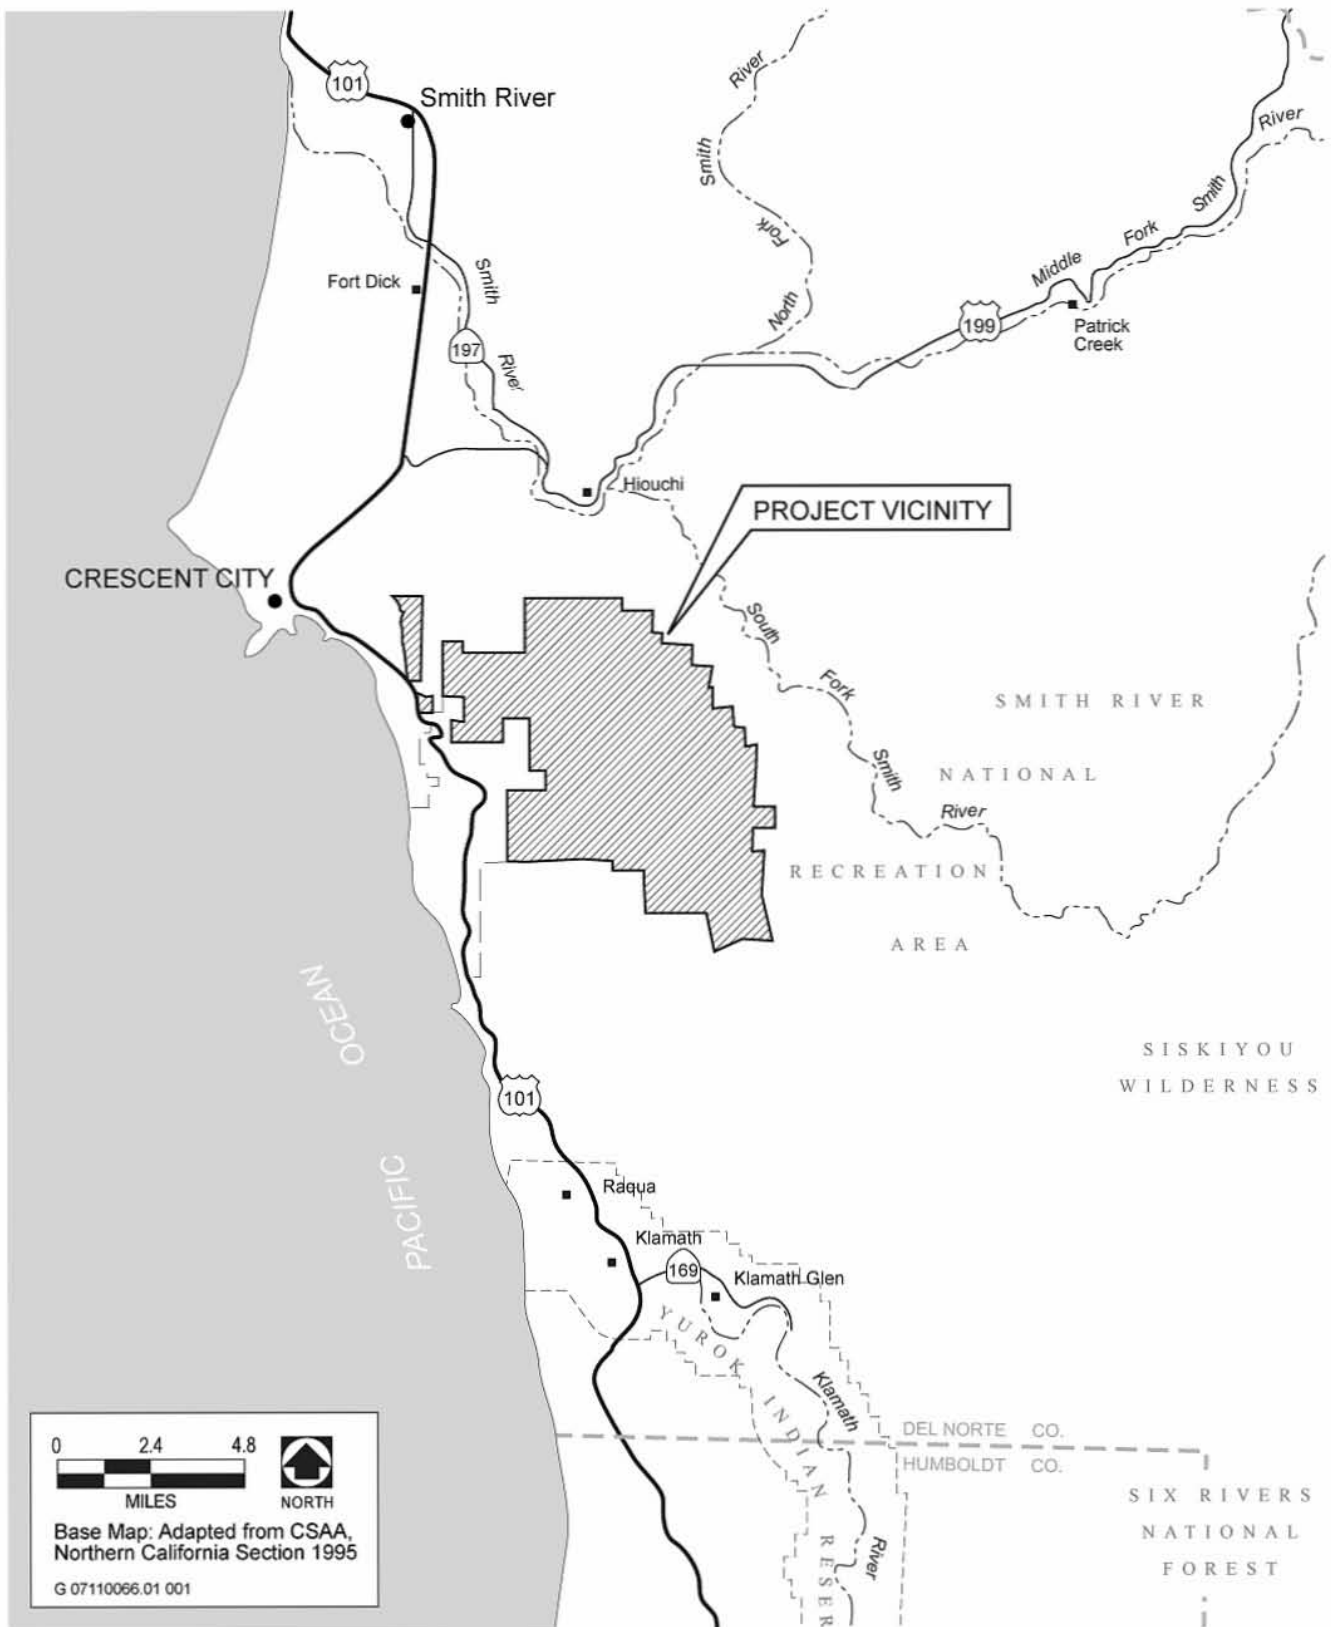 101
Smith River
River
Smith
Fork
North
River
Smith
Fork
Middle
199
Patrick
Creek
Fort Dick
Smith
197
River
Hiouchi
PROJECT VICINITY
CRESCENT CITY
South
Fork
Smith
River
SMITH RIVER
NATIONAL
RECREATION
AREA
OCEAN
PACIFIC
SISKIYOU
WILDERNESS
101
Raqua
Klamath
169
Klamath Glen
YUROK
INDIAN
RESER
Klamath
River
DEL NORTE CO.
HUMBOLDT CO.
SIX RIVERS
NATIONAL
FOREST
0 2.4 4.8
MILES
NORTH
Base Map: Adapted from CSAA,
Northern California Section 1995
G 07110066.01 001